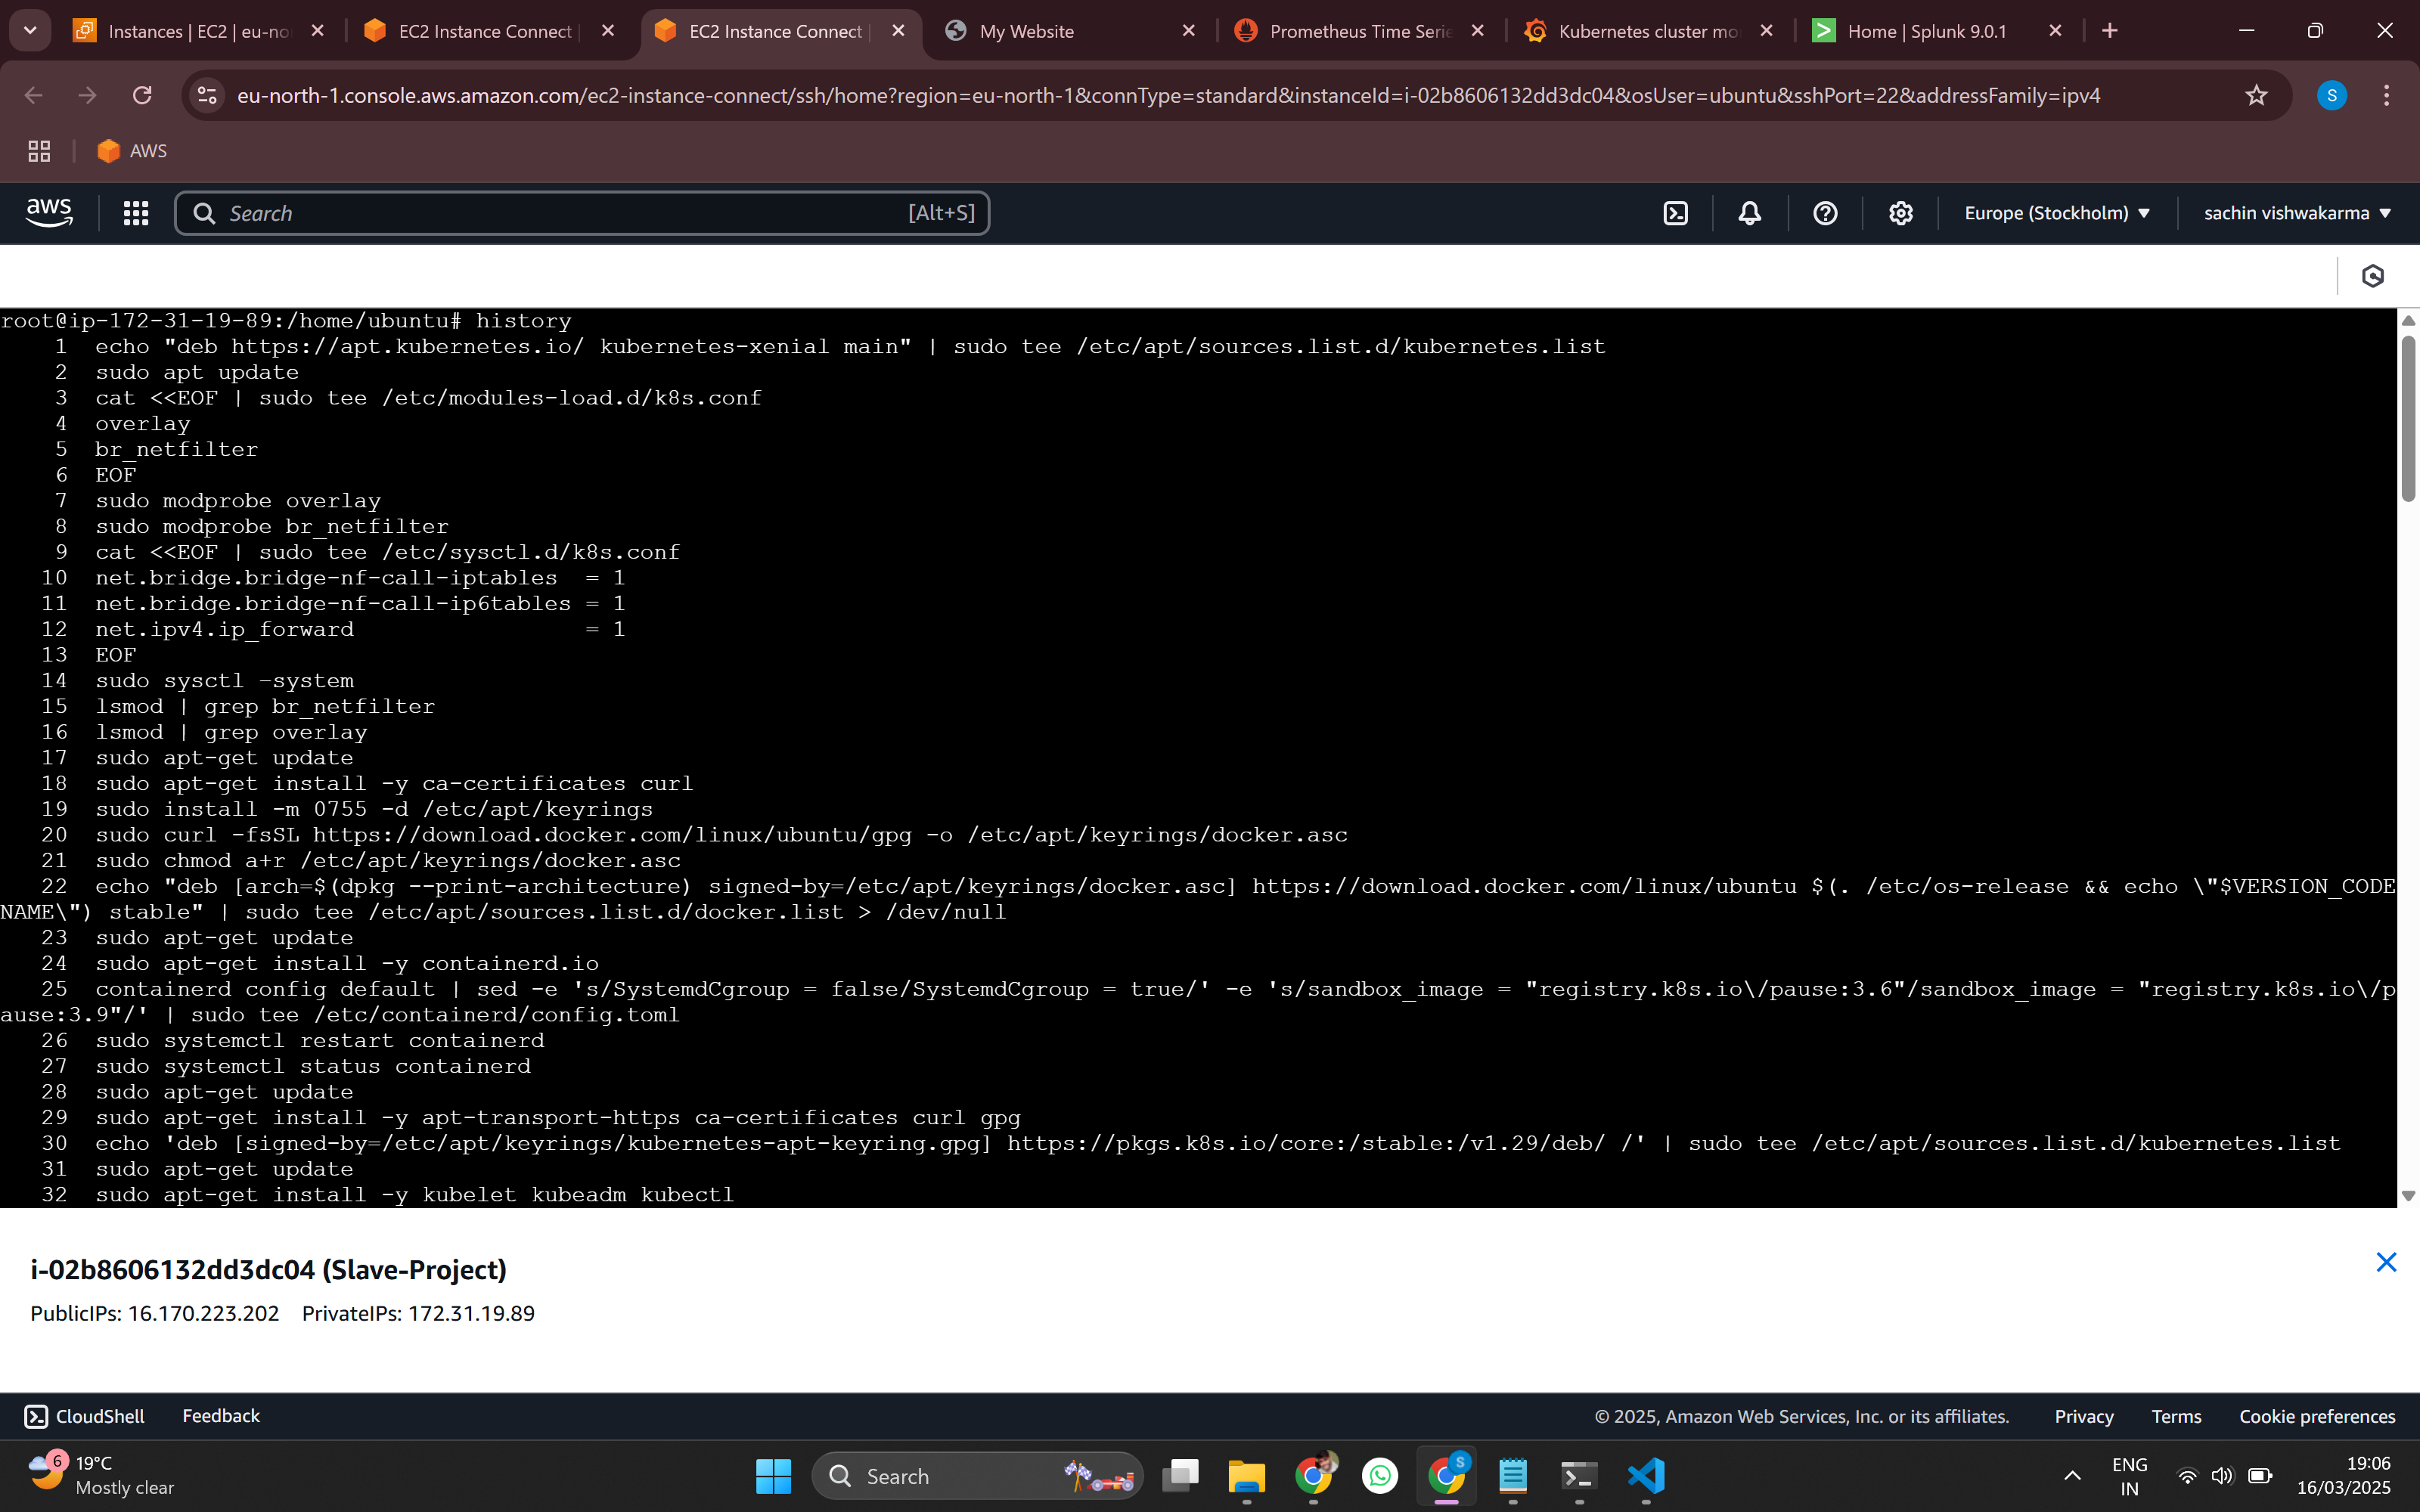 Instances | EC2 | eu-no
EC2 Instance Connect |
EC2 Instance Connect |
My Website
Prometheus Time Serie
Kubernetes cluster mo
Home | Splunk 9.0.1
eu-north-1.console.aws.amazon.com/ec2-instance-connect/ssh/home?region=eu-north-1&connType=standard&instanceId=i-02b8606132dd3dc04&osUser=ubuntu&sshPort=22&addressFamily=ipv4
S
AWS
aws
Search
[Alt+S]
Europe (Stockholm)
sachin vishwakarma
root@ip-172-31-19-89:/home/ubuntu# history
1 echo "deb https://apt.kubernetes.io/ kubernetes-xenial main" | sudo tee /etc/apt/sources.list.d/kubernetes.list
2 sudo apt update
3 cat <<EOF | sudo tee /etc/modules-load.d/k8s.conf
4 overlay
5 br_netfilter
6 EOF
7 sudo modprobe overlay
8 sudo modprobe br_netfilter
9 cat <<EOF | sudo tee /etc/sysctl.d/k8s.conf
10 net.bridge.bridge-nf-call-iptables  = 1
11 net.bridge.bridge-nf-call-ip6tables = 1
12 net.ipv4.ip_forward                 = 1
13 EOF
14 sudo sysctl –system
15 lsmod | grep br_netfilter
16 lsmod | grep overlay
17 sudo apt-get update
18 sudo apt-get install -y ca-certificates curl
19 sudo install -m 0755 -d /etc/apt/keyrings
20 sudo curl -fsSL https://download.docker.com/linux/ubuntu/gpg -o /etc/apt/keyrings/docker.asc
21 sudo chmod a+r /etc/apt/keyrings/docker.asc
22 echo "deb [arch=$(dpkg --print-architecture) signed-by=/etc/apt/keyrings/docker.asc] https://download.docker.com/linux/ubuntu $(. /etc/os-release && echo \"$VERSION_CODE
NAME\") stable" | sudo tee /etc/apt/sources.list.d/docker.list > /dev/null
23 sudo apt-get update
24 sudo apt-get install -y containerd.io
25 containerd config default | sed -e 's/SystemdCgroup = false/SystemdCgroup = true/' -e 's/sandbox_image = "registry.k8s.io\/pause:3.6"/sandbox_image = "registry.k8s.io\/p
ause:3.9"/' | sudo tee /etc/containerd/config.toml
26 sudo systemctl restart containerd
27 sudo systemctl status containerd
28 sudo apt-get update
29 sudo apt-get install -y apt-transport-https ca-certificates curl gpg
30 echo 'deb [signed-by=/etc/apt/keyrings/kubernetes-apt-keyring.gpg] https://pkgs.k8s.io/core:/stable:/v1.29/deb/ /' | sudo tee /etc/apt/sources.list.d/kubernetes.list
31 sudo apt-get update
32 sudo apt-get install -y kubelet kubeadm kubectl
i-02b8606132dd3dc04 (Slave-Project)
PublicIPs: 16.170.223.202 PrivateIPs: 172.31.19.89
CloudShell
Feedback
© 2025, Amazon Web Services, Inc. or its affiliates.
Privacy
Terms
Cookie preferences
6
19°C
Mostly clear
Search
S
ENG
IN
19:06
16/03/2025